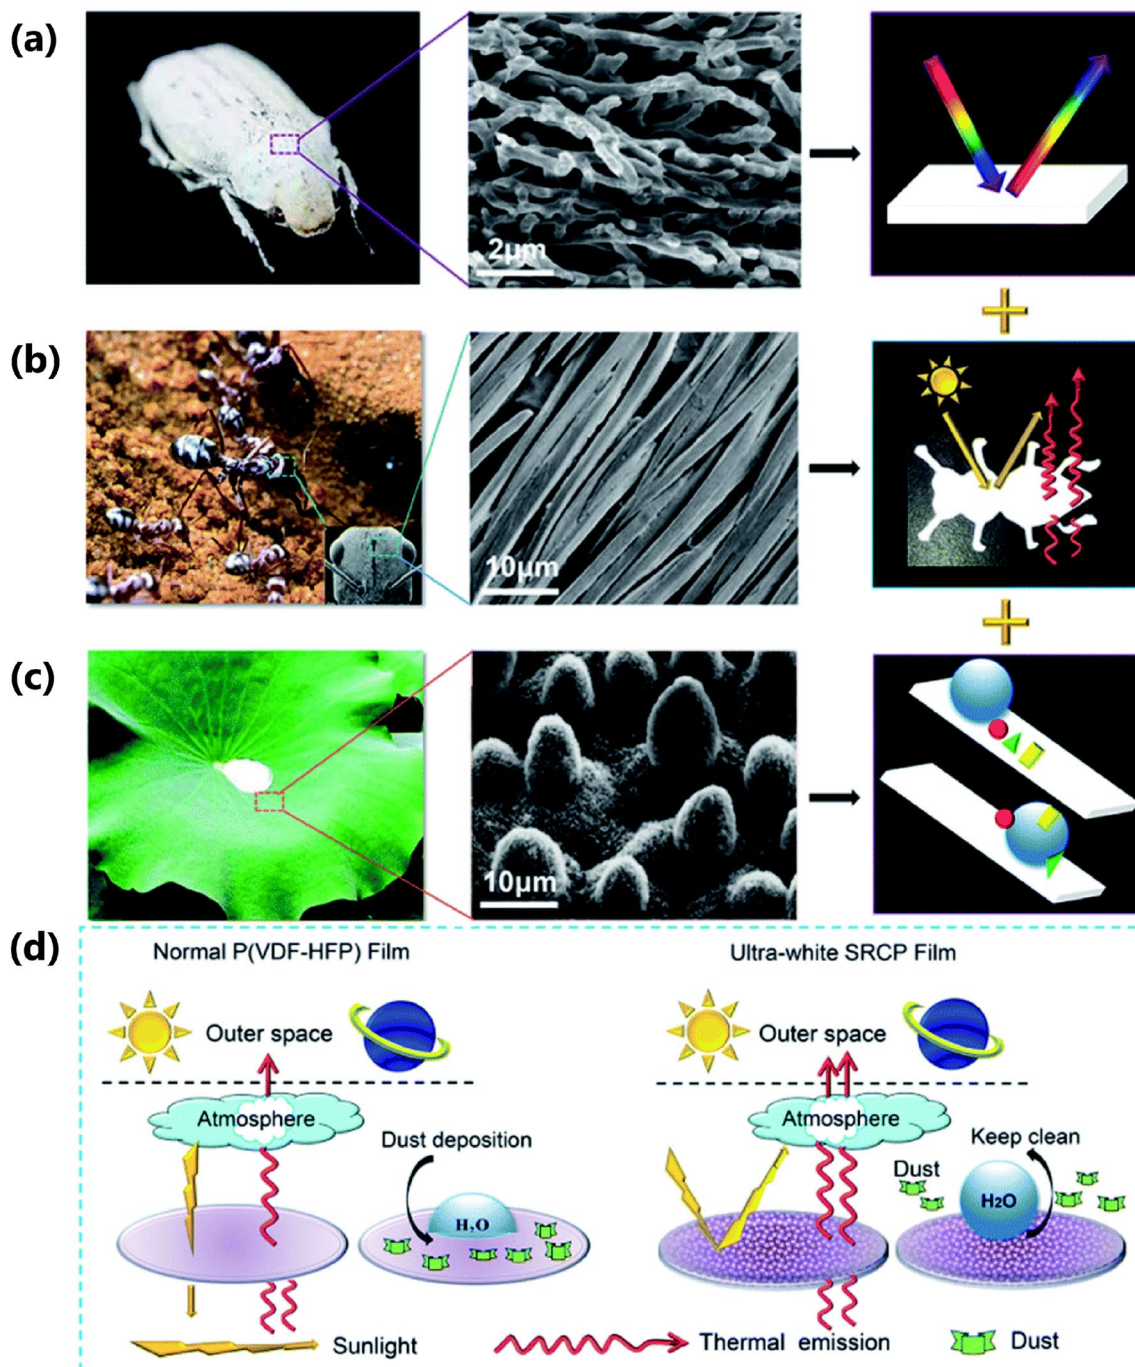 (a)
2μm
(b)
10μm
(c)
10μm
(d)
Normal P(VDF-HFP) Film
Ultra-white SRCP Film
Outer space
Outer space
Atmosphere
Atmosphere
Dust deposition
Keep clean
Dust
H₂O
H2O
Sunlight
Thermal emission
Dust